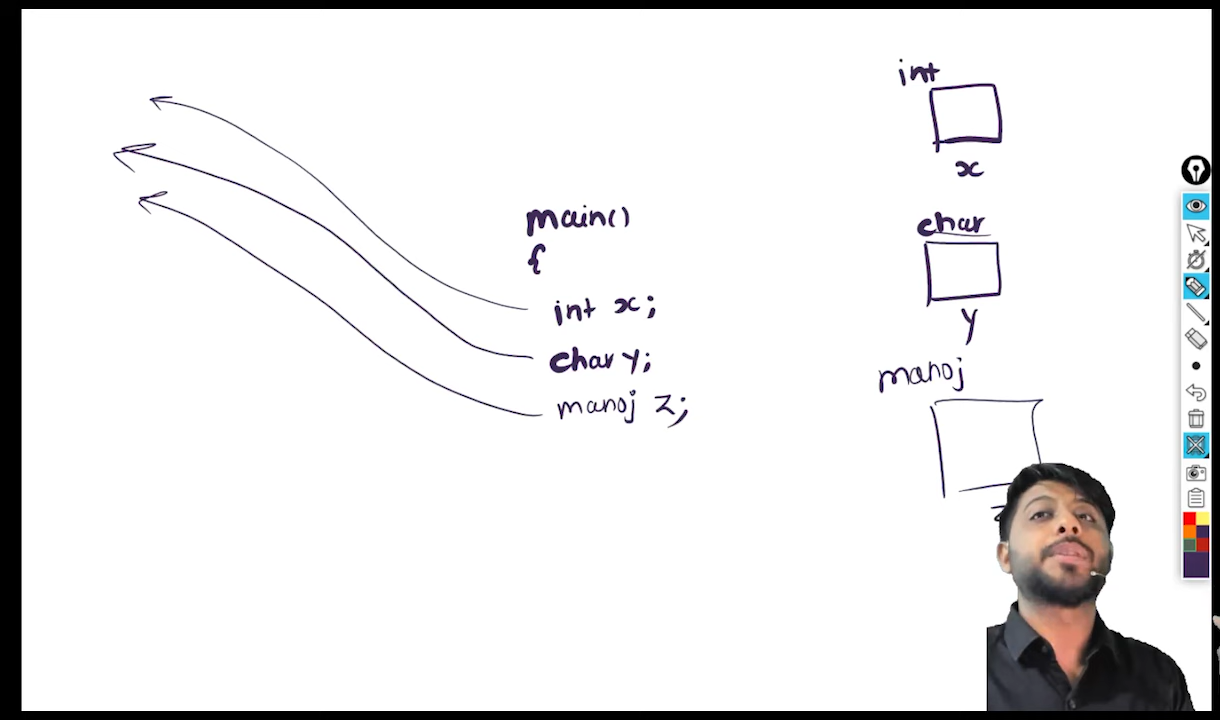 main()
{
int x;
char y;
manoj z;
int
x
char
y
manoj